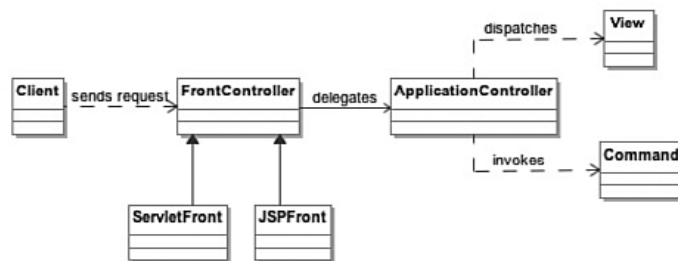 View
dispatches
Client
sends request
FrontController
delegates
ApplicationController
invokes
Command
ServletFront
JSPFront